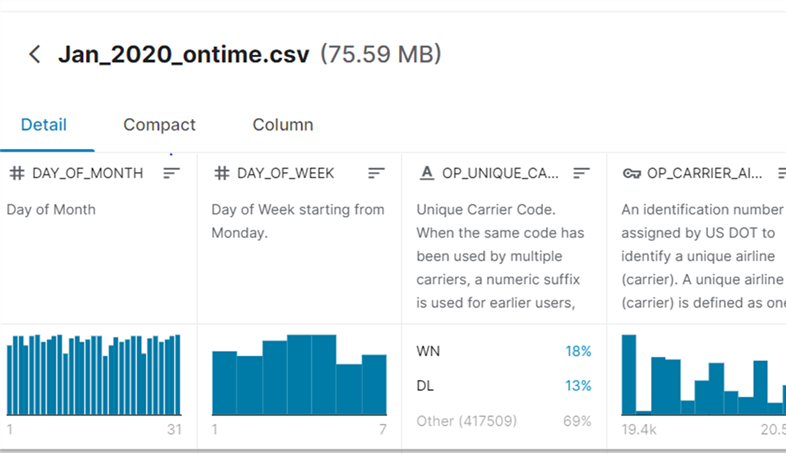 Jan_2020_ontime.csv (75.59 MB)
Detail Compact Column
# DAY_OF_MONTH
Day of Month
1 31
# DAY_OF_WEEK
Day of Week starting from
Monday.
1 7
A OP_UNIQUE_CA...
Unique Carrier Code.
When the same code has
been used by multiple
carriers, a numeric suffix
is used for earlier users,
WN 18%
DL 13%
Other (417509) 69%
OP_CARRIER_AI...
An identification number
assigned by US DOT to
identify a unique airline
(carrier). A unique airline
(carrier) is defined as one
19.4k 20.5